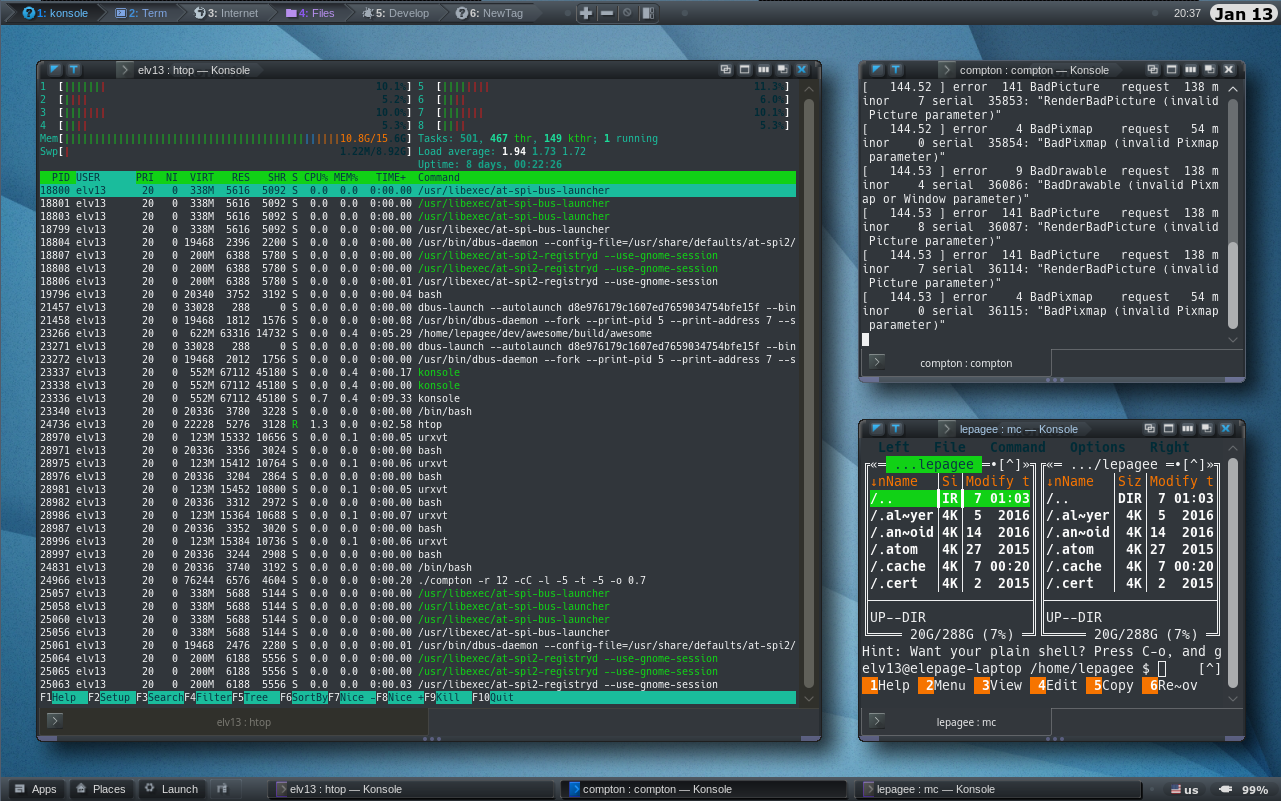 1: konsole 2: Term 3: Internet 4: Files 5: Develop 6: NewTag 20:37 Jan 13
elv13 : htop — Konsole
1 [|||||||| 10.1%] 5 [|||||||| 11.3%]
2 [|||| 5.2%] 6 [|||| 6.0%]
3 [||||||| 10.0%] 7 [||||||| 10.1%]
4 [|||| 5.3%] 8 [|||| 5.3%]
Mem[||||||||||||||||||||||||||||||||||||||||||||||10.8G/15.6G] Tasks: 501, 467 thr, 149 kthr; 1 running
Swp[| 1.22M/8.92G] Load average: 1.94 1.73 1.72
Uptime: 8 days, 00:22:26
PID USER PRI NI VIRT RES SHR S CPU% MEM% TIME+ Command
18800 elv13 20 0 338M 5616 5092 S 0.0 0.0 0:00.00 /usr/libexec/at-spi-bus-launcher
18801 elv13 20 0 338M 5616 5092 S 0.0 0.0 0:00.00 /usr/libexec/at-spi-bus-launcher
18803 elv13 20 0 338M 5616 5092 S 0.0 0.0 0:00.00 /usr/libexec/at-spi-bus-launcher
18799 elv13 20 0 338M 5616 5092 S 0.0 0.0 0:00.00 /usr/libexec/at-spi-bus-launcher
18804 elv13 20 0 19468 2396 2200 S 0.0 0.0 0:00.00 /usr/bin/dbus-daemon --config-file=/usr/share/defaults/at-spi2/
18807 elv13 20 0 200M 6388 5780 S 0.0 0.0 0:00.00 /usr/libexec/at-spi2-registryd --use-gnome-session
18808 elv13 20 0 200M 6388 5780 S 0.0 0.0 0:00.00 /usr/libexec/at-spi2-registryd --use-gnome-session
18806 elv13 20 0 200M 6388 5780 S 0.0 0.0 0:00.01 /usr/libexec/at-spi2-registryd --use-gnome-session
19796 elv13 20 0 20340 3752 3192 S 0.0 0.0 0:00.04 bash
21457 elv13 20 0 33028 288 0 S 0.0 0.0 0:00.00 dbus-launch --autolaunch d8e976179c1607ed7659034754bfe15f --bin
21458 elv13 20 0 19468 1812 1576 S 0.0 0.0 0:00.08 /usr/bin/dbus-daemon --fork --print-pid 5 --print-address 7 --s
23266 elv13 20 0 622M 63316 14732 S 0.0 0.4 0:05.29 /home/lepagee/dev/awesome/build/awesome
23271 elv13 20 0 33028 288 0 S 0.0 0.0 0:00.00 dbus-launch --autolaunch d8e976179c1607ed7659034754bfe15f --bin
23272 elv13 20 0 19468 2012 1756 S 0.0 0.0 0:00.00 /usr/bin/dbus-daemon --fork --print-pid 5 --print-address 7 --s
23337 elv13 20 0 552M 67112 45180 S 0.0 0.4 0:00.17 konsole
23338 elv13 20 0 552M 67112 45180 S 0.0 0.4 0:00.00 konsole
23336 elv13 20 0 552M 67112 45180 S 0.7 0.4 0:09.33 konsole
23340 elv13 20 0 20336 3780 3228 S 0.0 0.0 0:00.00 /bin/bash
24736 elv13 20 0 22228 5276 3128 R 1.3 0.0 0:02.58 htop
28970 elv13 20 0 123M 15332 10656 S 0.0 0.1 0:00.05 urxvt
28971 elv13 20 0 20336 3356 3024 S 0.0 0.0 0:00.00 bash
28975 elv13 20 0 123M 15412 10764 S 0.0 0.1 0:00.06 urxvt
28976 elv13 20 0 20336 3204 2864 S 0.0 0.0 0:00.00 bash
28981 elv13 20 0 123M 15452 10800 S 0.0 0.1 0:00.05 urxvt
28982 elv13 20 0 20336 3312 2972 S 0.0 0.0 0:00.00 bash
28986 elv13 20 0 123M 15364 10688 S 0.0 0.1 0:00.07 urxvt
28987 elv13 20 0 20336 3352 3020 S 0.0 0.0 0:00.00 bash
28996 elv13 20 0 123M 15384 10736 S 0.0 0.1 0:00.06 urxvt
28997 elv13 20 0 20336 3244 2908 S 0.0 0.0 0:00.00 bash
24831 elv13 20 0 20336 3740 3192 S 0.0 0.0 0:00.00 /bin/bash
24966 elv13 20 0 76244 6576 4604 S 0.0 0.0 0:00.20 ./compton -r 12 -cC -l -5 -t -5 -o 0.7
25057 elv13 20 0 338M 5688 5144 S 0.0 0.0 0:00.00 /usr/libexec/at-spi-bus-launcher
25058 elv13 20 0 338M 5688 5144 S 0.0 0.0 0:00.00 /usr/libexec/at-spi-bus-launcher
25060 elv13 20 0 338M 5688 5144 S 0.0 0.0 0:00.00 /usr/libexec/at-spi-bus-launcher
25056 elv13 20 0 338M 5688 5144 S 0.0 0.0 0:00.00 /usr/libexec/at-spi-bus-launcher
25061 elv13 20 0 19468 2476 2280 S 0.0 0.0 0:00.00 /usr/bin/dbus-daemon --config-file=/usr/share/defaults/at-spi2/
25064 elv13 20 0 200M 6188 5556 S 0.0 0.0 0:00.00 /usr/libexec/at-spi2-registryd --use-gnome-session
25065 elv13 20 0 200M 6188 5556 S 0.0 0.0 0:00.00 /usr/libexec/at-spi2-registryd --use-gnome-session
25063 elv13 20 0 200M 6188 5556 S 0.0 0.0 0:00.03 /usr/libexec/at-spi2-registryd --use-gnome-session
F1Help F2Setup F3SearchF4FilterF5Tree F6SortByF7Nice -F8Nice +F9Kill F10Quit
elv13 : htop
compton : compton — Konsole
[ 144.52 ] error 141 BadPicture request 138 m
inor 7 serial 35853: "RenderBadPicture (invalid
Picture parameter)"
[ 144.52 ] error 4 BadPixmap request 54 m
inor 0 serial 35854: "BadPixmap (invalid Pixmap
parameter)"
[ 144.53 ] error 9 BadDrawable request 14 m
inor 4 serial 36086: "BadDrawable (invalid Pixm
ap or Window parameter)"
[ 144.53 ] error 141 BadPicture request 138 m
inor 8 serial 36087: "RenderBadPicture (invalid
Picture parameter)"
[ 144.53 ] error 141 BadPicture request 138 m
inor 7 serial 36114: "RenderBadPicture (invalid
Picture parameter)"
[ 144.53 ] error 4 BadPixmap request 54 m
inor 0 serial 36115: "BadPixmap (invalid Pixmap
parameter)"
compton : compton
lepagee : mc — Konsole
Left File Command Options Right
...lepagee [^] .../lepagee [^]
↓nName Si Modify t ↓nName Siz Modify t
/.. IR 7 01:03 /.. DIR 7 01:03
/.al~yer 4K 5 2016 /.al~yer 4K 5 2016
/.an~oid 4K 14 2016 /.an~oid 4K 14 2016
/.atom 4K 27 2015 /.atom 4K 27 2015
/.cache 4K 7 00:20 /.cache 4K 7 00:20
/.cert 4K 2 2015 /.cert 4K 2 2015
UP--DIR UP--DIR
20G/288G (7%) 20G/288G (7%)
Hint: Want your plain shell? Press C-o, and g
elv13@elepage-laptop /home/lepagee $ [^]
1Help 2Menu 3View 4Edit 5Copy 6Re~ov
lepagee : mc
Apps Places Launch elv13 : htop — Konsole compton : compton — Konsole lepagee : mc — Konsole us 99%